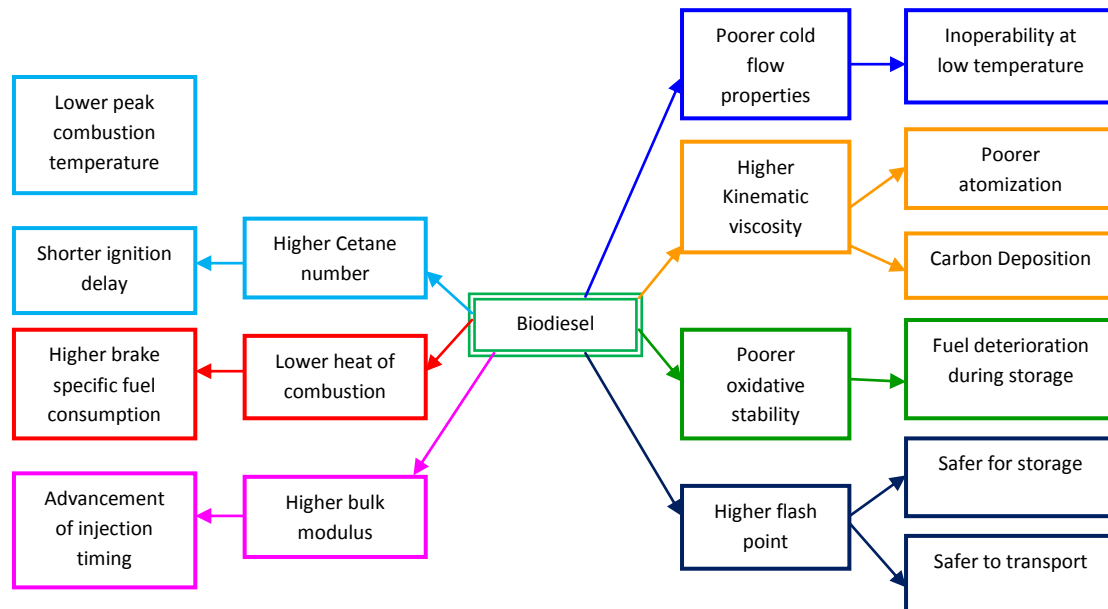 Lower peak
combustion
temperature
Shorter ignition
delay
Higher Cetane
number
Higher brake
specific fuel
consumption
Lower heat of
combustion
Advancement
of injection
timing
Higher bulk
modulus
Biodiesel
Poorer cold
flow
properties
Inoperability at
low temperature
Higher
Kinematic
viscosity
Poorer
atomization
Carbon Deposition
Poorer
oxidative
stability
Fuel deterioration
during storage
Higher flash
point
Safer for storage
Safer to transport